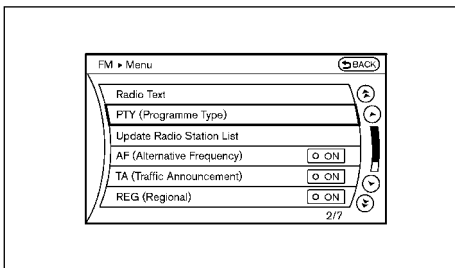 FM ▸ Menu
BACK
Radio Text
PTY (Programme Type)
Update Radio Station List
AF (Alternative Frequency) ON
TA (Traffic Announcement) ON
REG (Regional) ON
2/7